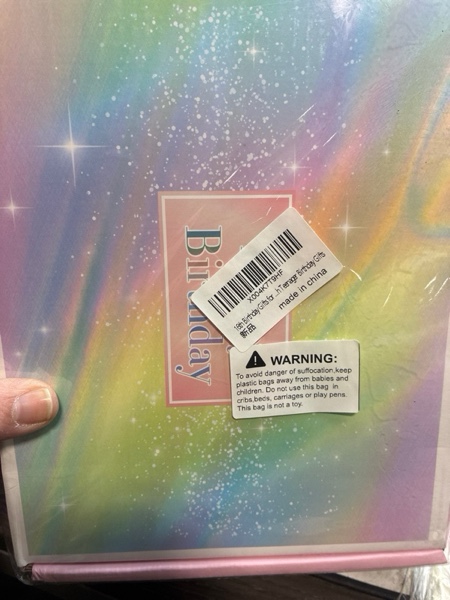 Birthday
X004K7T9HF
Birthday Gifts for ...h Teenager Birthday Gifts
新品
made in china
WARNING:
To avoid danger of suffocation,keep
plastic bags away from babies and
children. Do not use this bag in
cribs,beds, carriages or play pens.
This bag is not a toy.